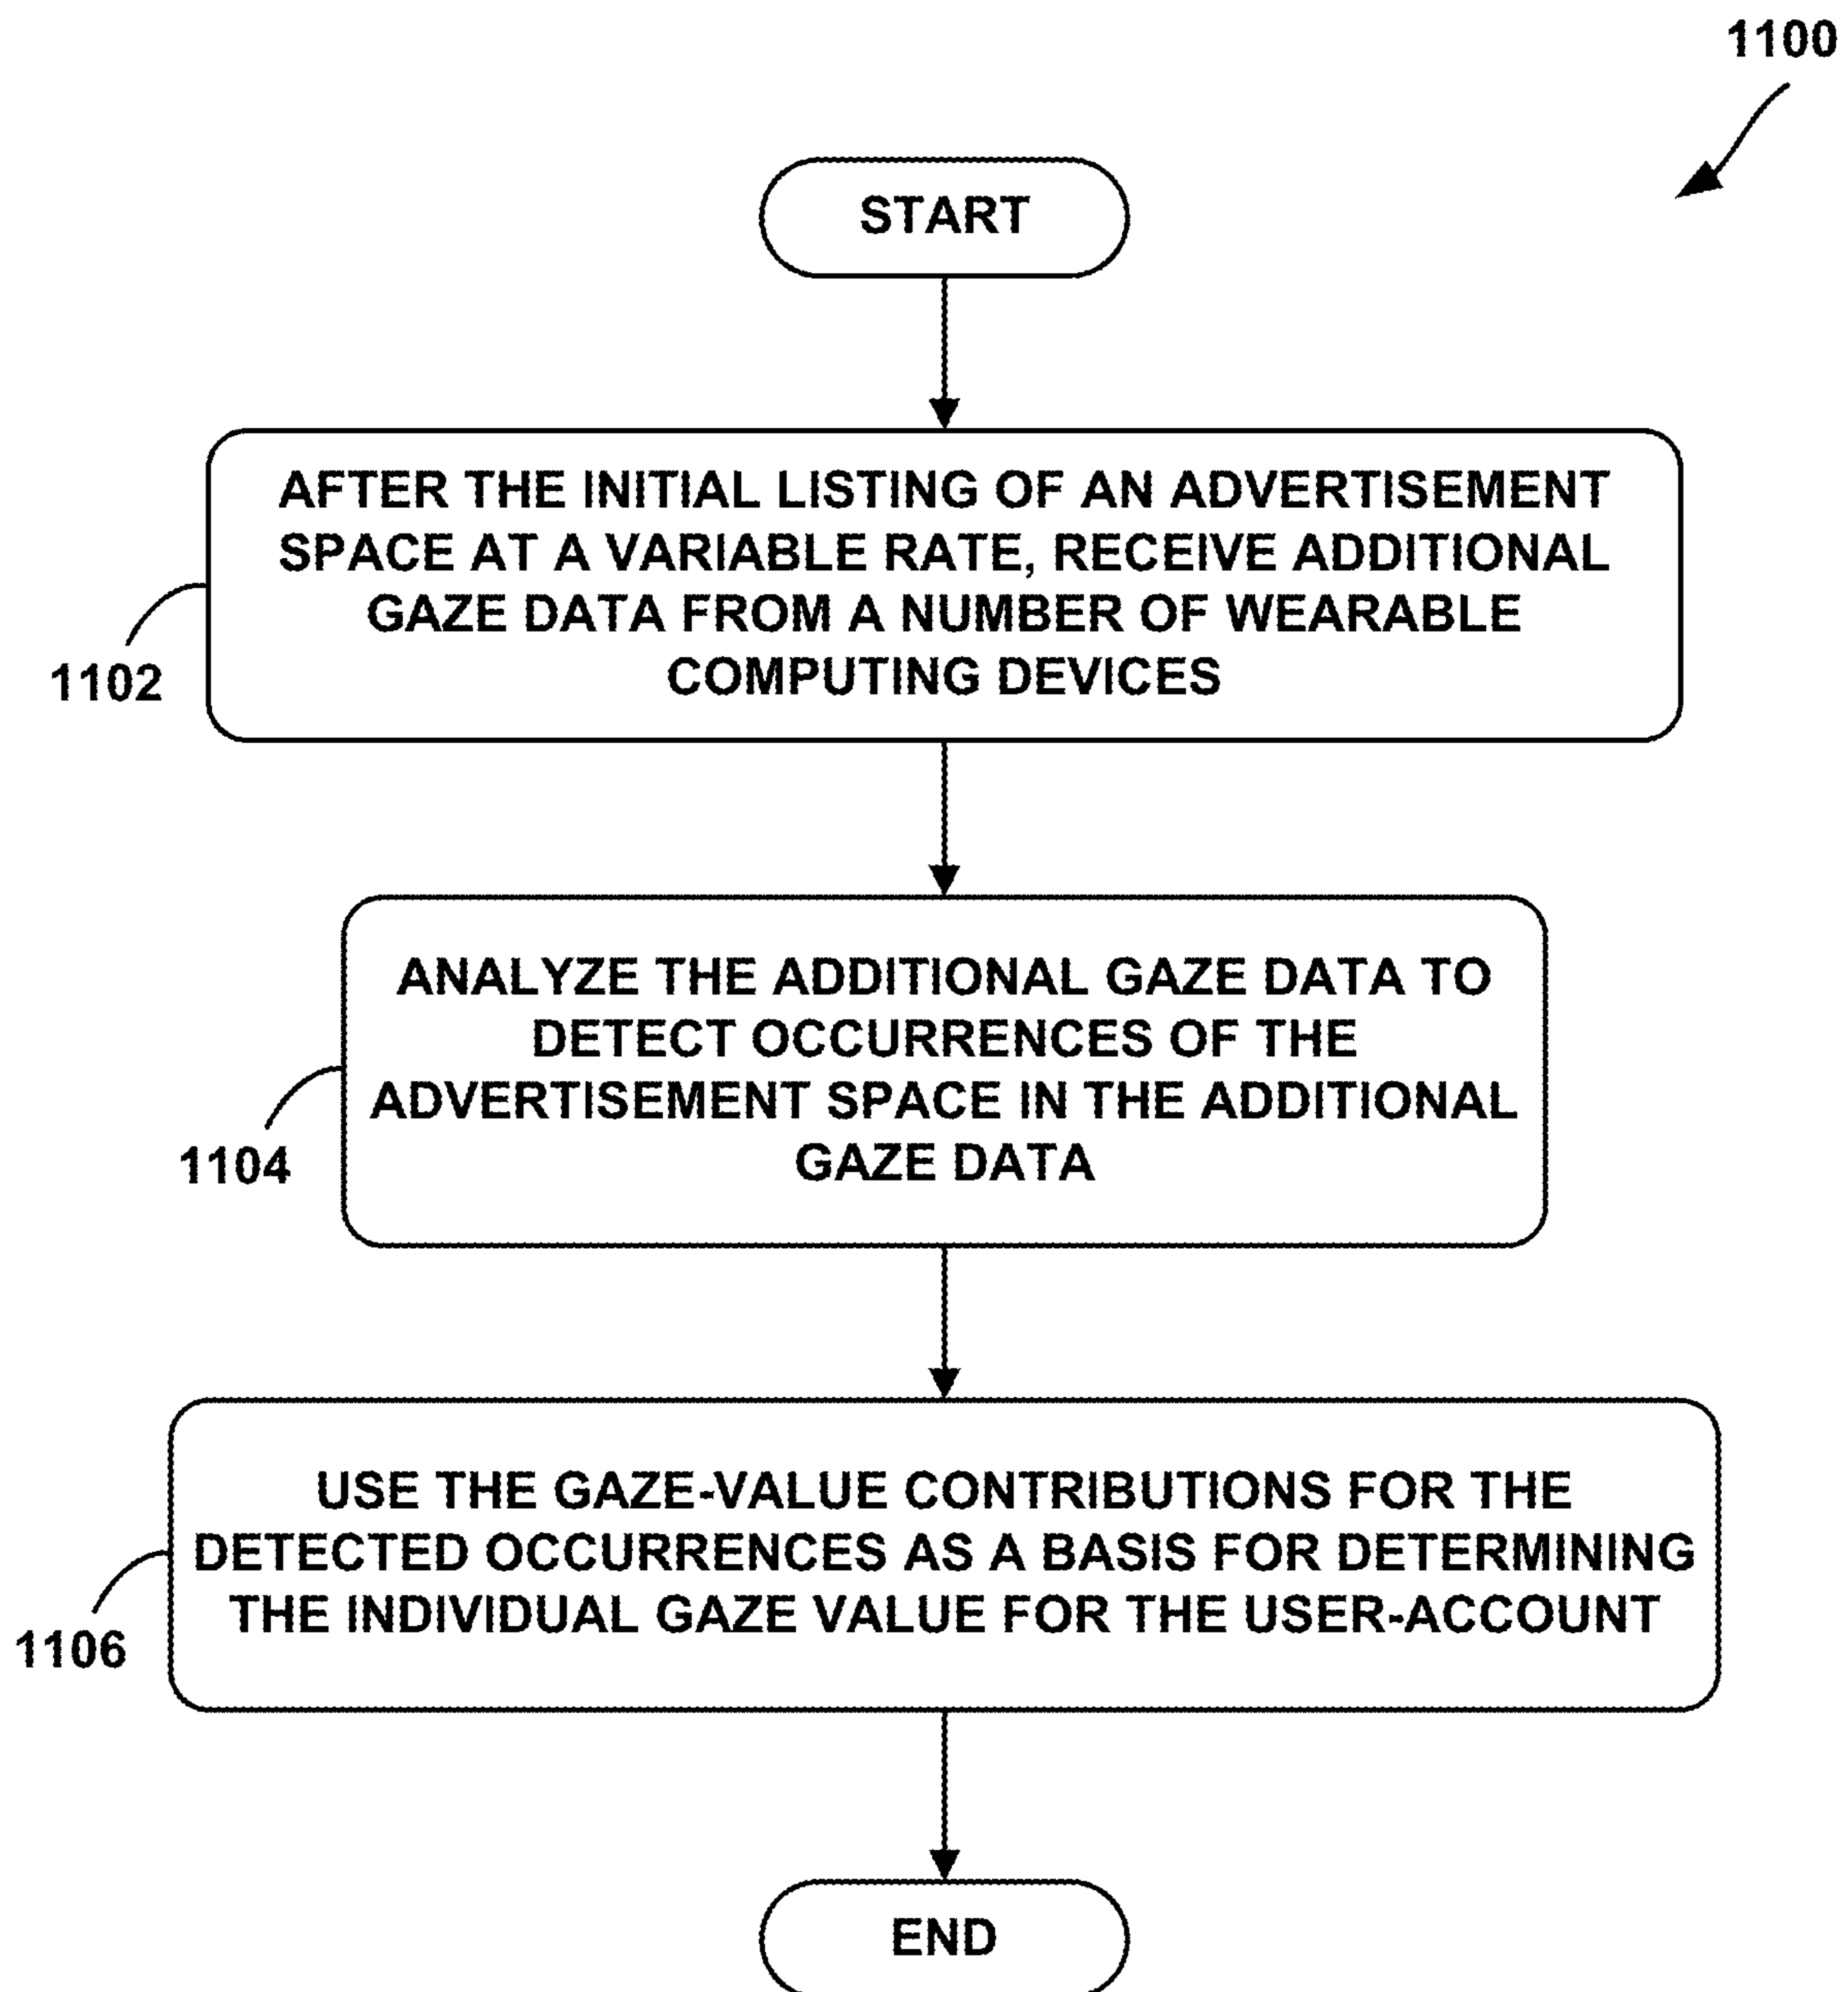 1100
START
AFTER THE INITIAL LISTING OF AN ADVERTISEMENT
SPACE AT A VARIABLE RATE, RECEIVE ADDITIONAL
GAZE DATA FROM A NUMBER OF WEARABLE
COMPUTING DEVICES
1102
ANALYZE THE ADDITIONAL GAZE DATA TO
DETECT OCCURRENCES OF THE
ADVERTISEMENT SPACE IN THE ADDITIONAL
GAZE DATA
1104
USE THE GAZE-VALUE CONTRIBUTIONS FOR THE
DETECTED OCCURRENCES AS A BASIS FOR DETERMINING
THE INDIVIDUAL GAZE VALUE FOR THE USER-ACCOUNT
1106
END